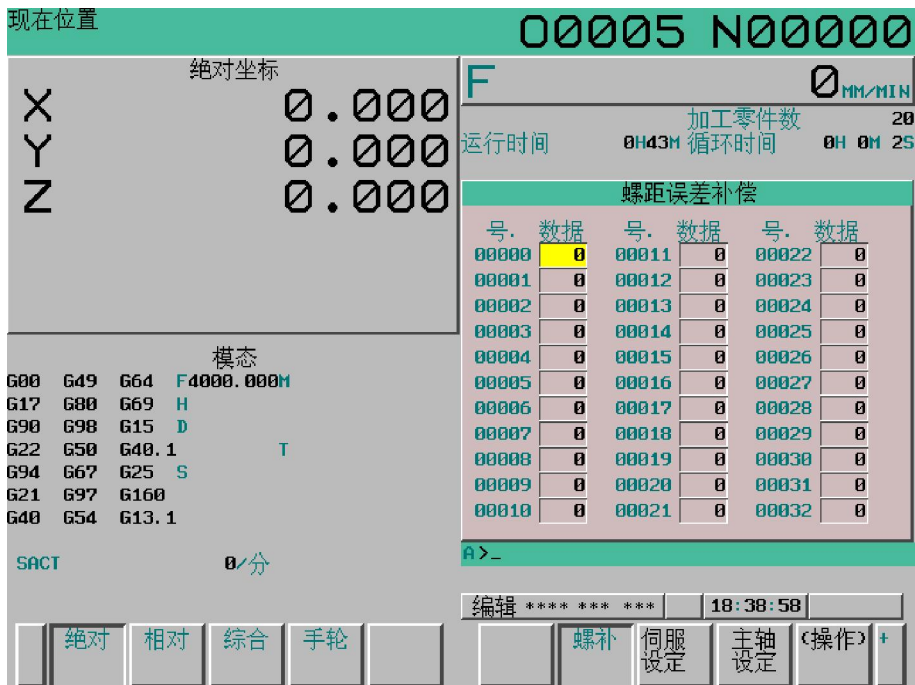 现在位置
O0005 N00000
绝对坐标
X 0.000
Y 0.000
Z 0.000
F 0 MM/MIN
加工零件数 20
运行时间 0H43M 循环时间 0H 0M 2S
螺距误差补偿
号. 数据 号. 数据 号. 数据
00000 0 00011 0 00022 0
00001 0 00012 0 00023 0
00002 0 00013 0 00024 0
00003 0 00014 0 00025 0
00004 0 00015 0 00026 0
00005 0 00016 0 00027 0
00006 0 00017 0 00028 0
00007 0 00018 0 00029 0
00008 0 00019 0 00030 0
00009 0 00020 0 00031 0
00010 0 00021 0 00032 0
模态
G00 G49 G64 F4000.000M
G17 G80 G69 H
G90 G98 G15 D
G22 G50 G40.1 T
G94 G67 G25 S
G21 G97 G160
G40 G54 G13.1
SACT 0/分
A>_
编辑 **** *** *** 18:38:58
绝对 相对 综合 手轮
螺补 伺服设定 主轴设定 (操作) +